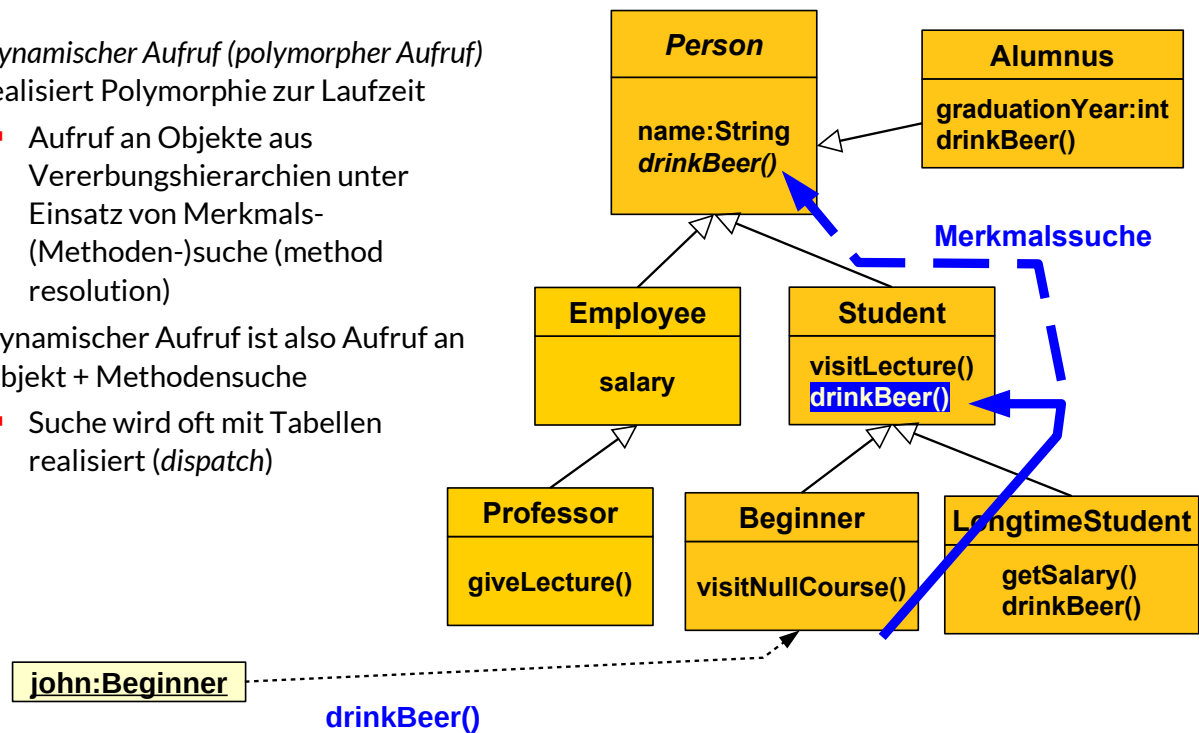 ynamischer Aufruf (polymorpher Aufruf)
ealisiert Polymorphie zur Laufzeit
Aufruf an Objekte aus
Vererbungshierarchien unter
Einsatz von Merkmals-
(Methoden-)suche (method
resolution)
ynamischer Aufruf ist also Aufruf an
bjekt + Methodensuche
Suche wird oft mit Tabellen
realisiert (dispatch)
Person
name:String
drinkBeer()
Alumnus
graduationYear:int
drinkBeer()
Merkmalssuche
Employee
salary
Student
visitLecture()
drinkBeer()
Professor
giveLecture()
Beginner
visitNullCourse()
LongtimeStudent
getSalary()
drinkBeer()
john:Beginner
drinkBeer()